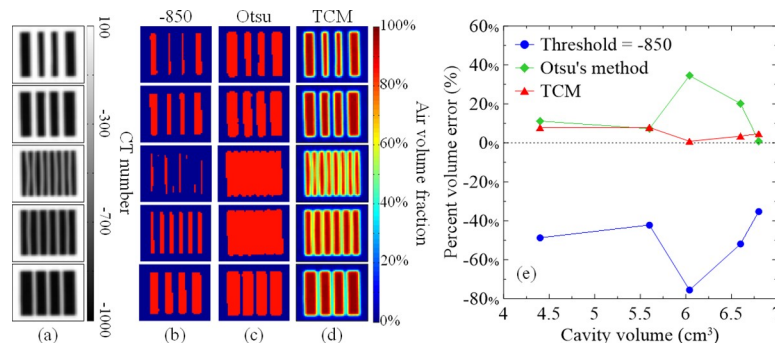 -850 Otsu TCM
100
-300
-700
-1000
CT number
100%
80%
60%
40%
20%
0%
Air volume fraction
(a) (b) (c) (d)
Percent volume error (%)
60%
40%
20%
0%
-20%
-40%
-60%
-80%
Threshold = -850
Otsu's method
TCM
(e)
4 4.5 5 5.5 6 6.5
Cavity volume (cm³)